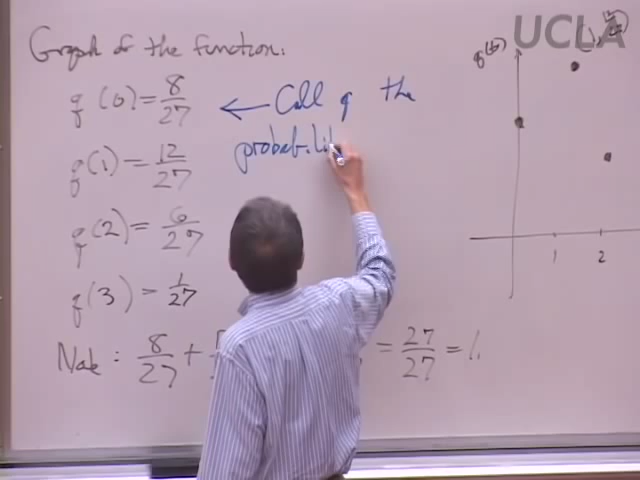 Graph of the function:
q(0) = 8/27 ← Call q the
probabili
q(1) = 12/27
q(2) = 6/27
q(3) = 1/27
Note: 8/27 + = 27/27 = 1.
UCLA
1 2